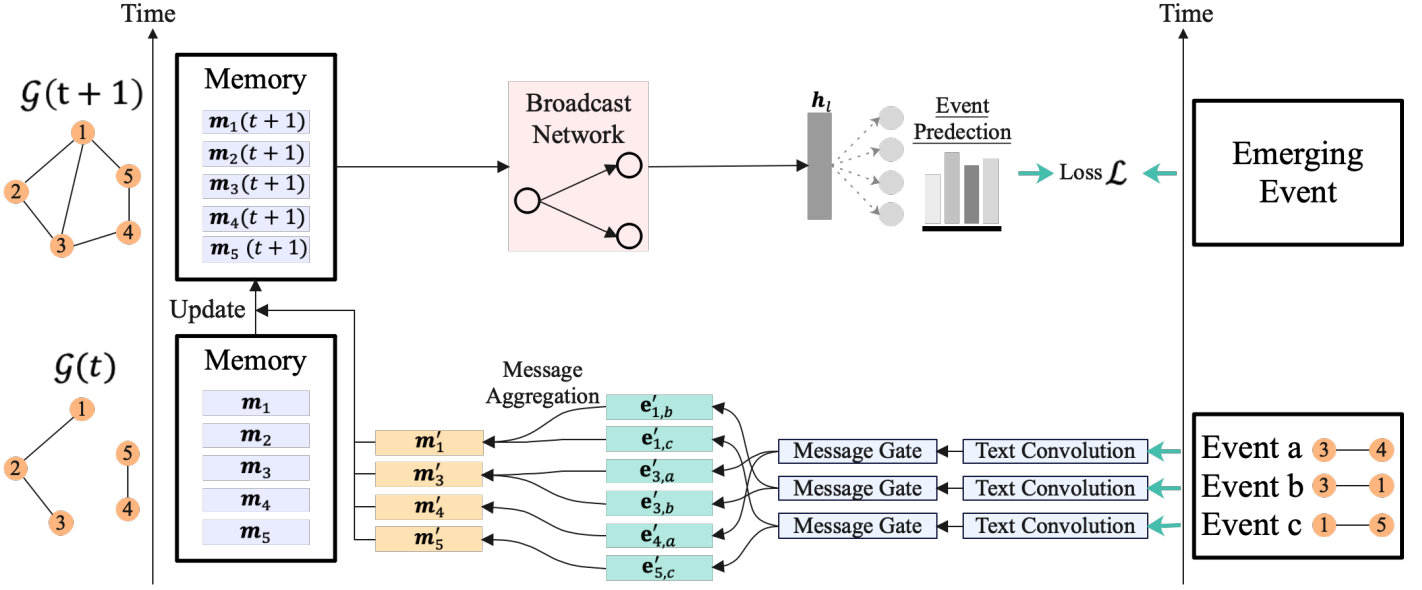 Time
Time
𝒢(t + 1)
1
2
5
3
4
Memory
𝒎₁(t + 1)
𝒎₂(t + 1)
𝒎₃(t + 1)
𝒎₄(t + 1)
𝒎₅ (t + 1)
Broadcast
Network
𝒉ₗ
Event
Predection
Loss ℒ
Emerging
Event
Update
𝒢(t)
1
2
5
3
4
Memory
𝒎₁
𝒎₂
𝒎₃
𝒎₄
𝒎₅
Message
Aggregation
𝒎′₁
𝒎′₃
𝒎′₄
𝒎′₅
𝐞′₁,b
𝐞′₁,c
𝐞′₃,a
𝐞′₃,b
𝐞′₄,a
𝐞′₅,c
Message Gate
Text Convolution
Message Gate
Text Convolution
Message Gate
Text Convolution
Event a 3 4
Event b 3 1
Event c 1 5